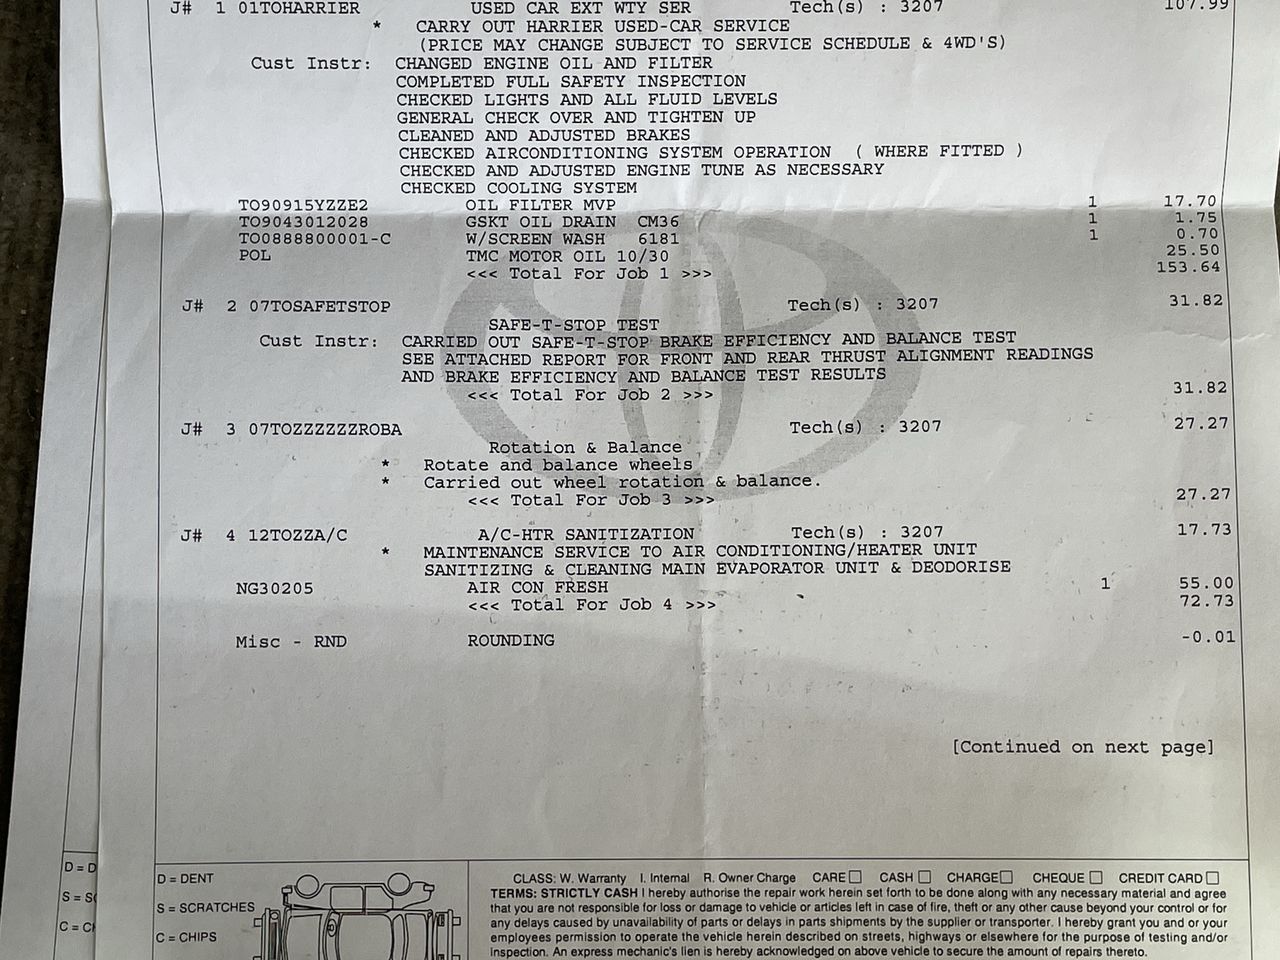 J# 1 01TOHARRIER USED CAR EXT WTY SER Tech(s) : 3207 107.99
* CARRY OUT HARRIER USED-CAR SERVICE
(PRICE MAY CHANGE SUBJECT TO SERVICE SCHEDULE & 4WD'S)
Cust Instr: CHANGED ENGINE OIL AND FILTER
COMPLETED FULL SAFETY INSPECTION
CHECKED LIGHTS AND ALL FLUID LEVELS
GENERAL CHECK OVER AND TIGHTEN UP
CLEANED AND ADJUSTED BRAKES
CHECKED AIRCONDITIONING SYSTEM OPERATION ( WHERE FITTED )
CHECKED AND ADJUSTED ENGINE TUNE AS NECESSARY
CHECKED COOLING SYSTEM
TO90915YZZE2 OIL FILTER MVP 1 17.70
TO9043012028 GSKT OIL DRAIN CM36 1 1.75
TO0888800001-C W/SCREEN WASH 6181 1 0.70
POL TMC MOTOR OIL 10/30 25.50
<<< Total For Job 1 >>> 153.64
J# 2 07TOSAFETSTOP Tech(s) : 3207 31.82
SAFE-T-STOP TEST
Cust Instr: CARRIED OUT SAFE-T-STOP BRAKE EFFICIENCY AND BALANCE TEST
SEE ATTACHED REPORT FOR FRONT AND REAR THRUST ALIGNMENT READINGS
AND BRAKE EFFICIENCY AND BALANCE TEST RESULTS
<<< Total For Job 2 >>> 31.82
J# 3 07TOZZZZZZROBA Tech(s) : 3207 27.27
Rotation & Balance
* Rotate and balance wheels
* Carried out wheel rotation & balance.
<<< Total For Job 3 >>> 27.27
J# 4 12TOZZA/C A/C-HTR SANITIZATION Tech(s) : 3207 17.73
* MAINTENANCE SERVICE TO AIR CONDITIONING/HEATER UNIT
SANITIZING & CLEANING MAIN EVAPORATOR UNIT & DEODORISE
NG30205 AIR CON FRESH 1 55.00
<<< Total For Job 4 >>> 72.73
Misc - RND ROUNDING -0.01
[Continued on next page]
D = D
S = SC
C = CH
D = DENT
S = SCRATCHES
C = CHIPS
CLASS: W. Warranty I. Internal R. Owner Charge CARE CASH CHARGE CHEQUE CREDIT CARD
TERMS: STRICTLY CASH I hereby authorise the repair work herein set forth to be done along with any necessary material and agree
that you are not responsible for loss or damage to vehicle or articles left in case of fire, theft or any other cause beyond your control or for
any delays caused by unavailability of parts or delays in parts shipments by the supplier or transporter. I hereby grant you and or your
employees permission to operate the vehicle herein described on streets, highways or elsewhere for the purpose of testing and/or
inspection. An express mechanic's lien is hereby acknowledged on above vehicle to secure the amount of repairs thereto.